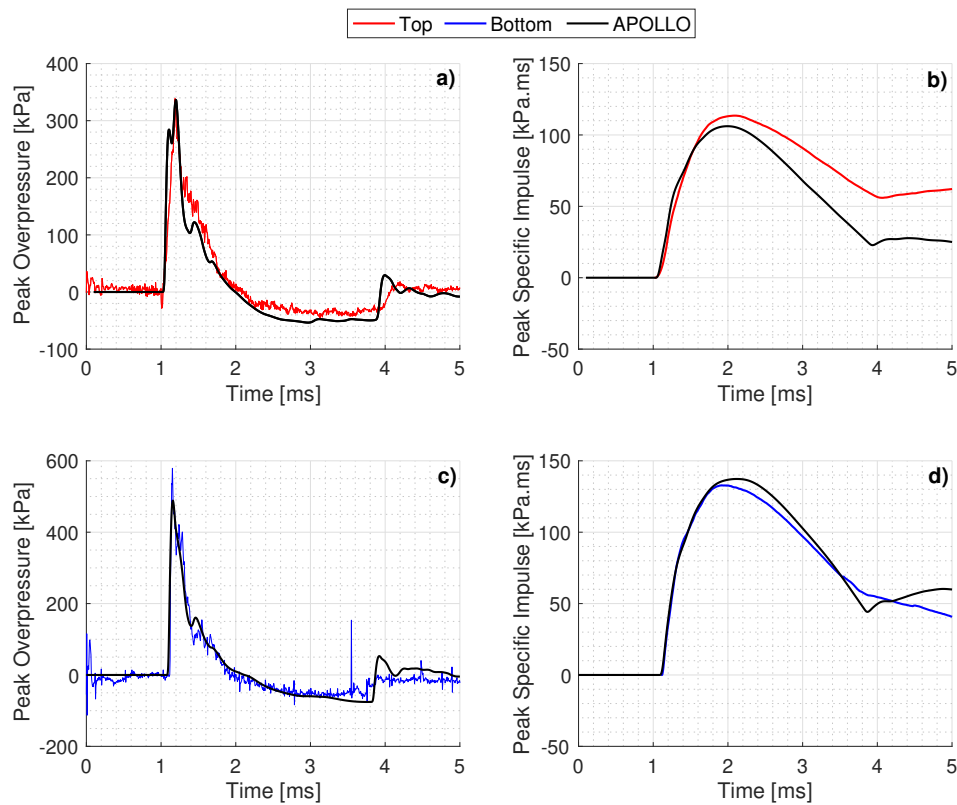 Top Bottom APOLLO
a)
Peak Overpressure [kPa]
400
300
200
100
0
-100
0 1 2 3 4 5
Time [ms]
b)
Peak Specific Impulse [kPa.ms]
150
100
50
0
-50
0 1 2 3 4 5
Time [ms]
c)
Peak Overpressure [kPa]
600
400
200
0
-200
0 1 2 3 4 5
Time [ms]
d)
Peak Specific Impulse [kPa.ms]
150
100
50
0
-50
0 1 2 3 4 5
Time [ms]